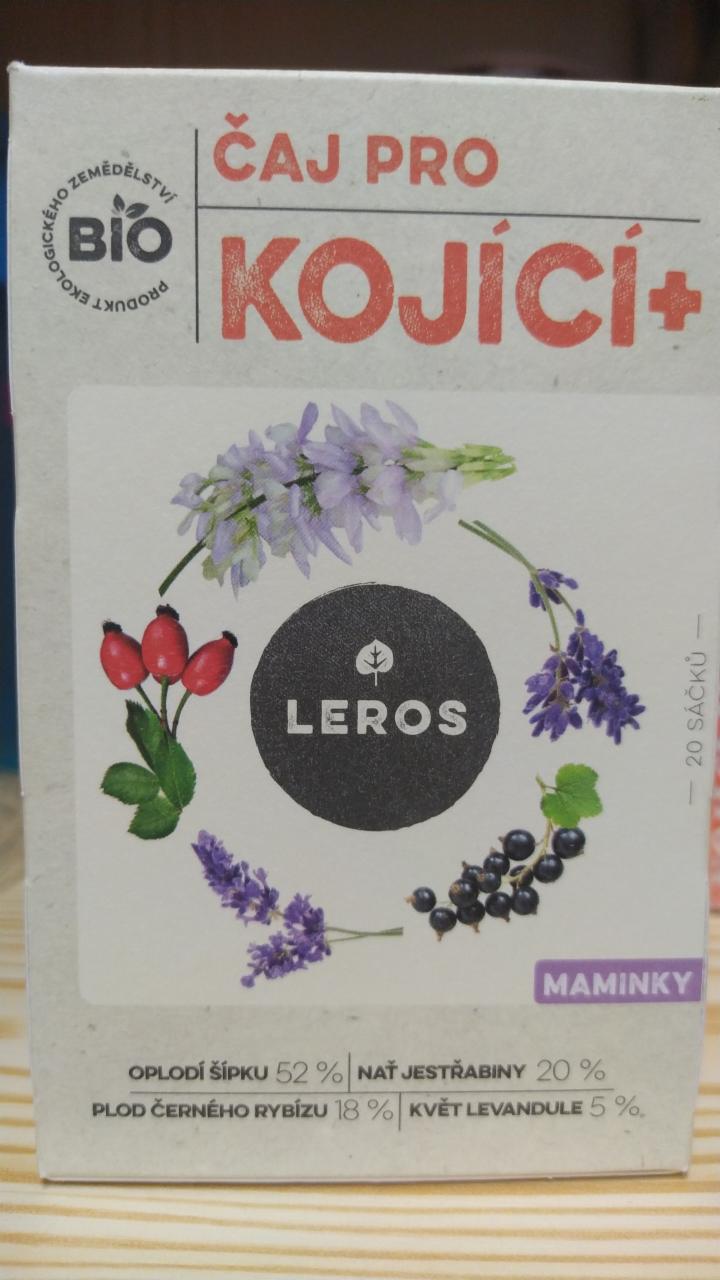 ČAJ PRO
KOJÍCÍ+
PRODUKT EKOLOGICKÉHO ZEMĚDĚLSTVÍ
BIO
LEROS
20 SÁČKŮ
MAMINKY
OPLODÍ ŠÍPKU 52 % NAŤ JESTŘABINY 20 %
PLOD ČERNÉHO RYBÍZU 18 % KVĚT LEVANDULE 5 %